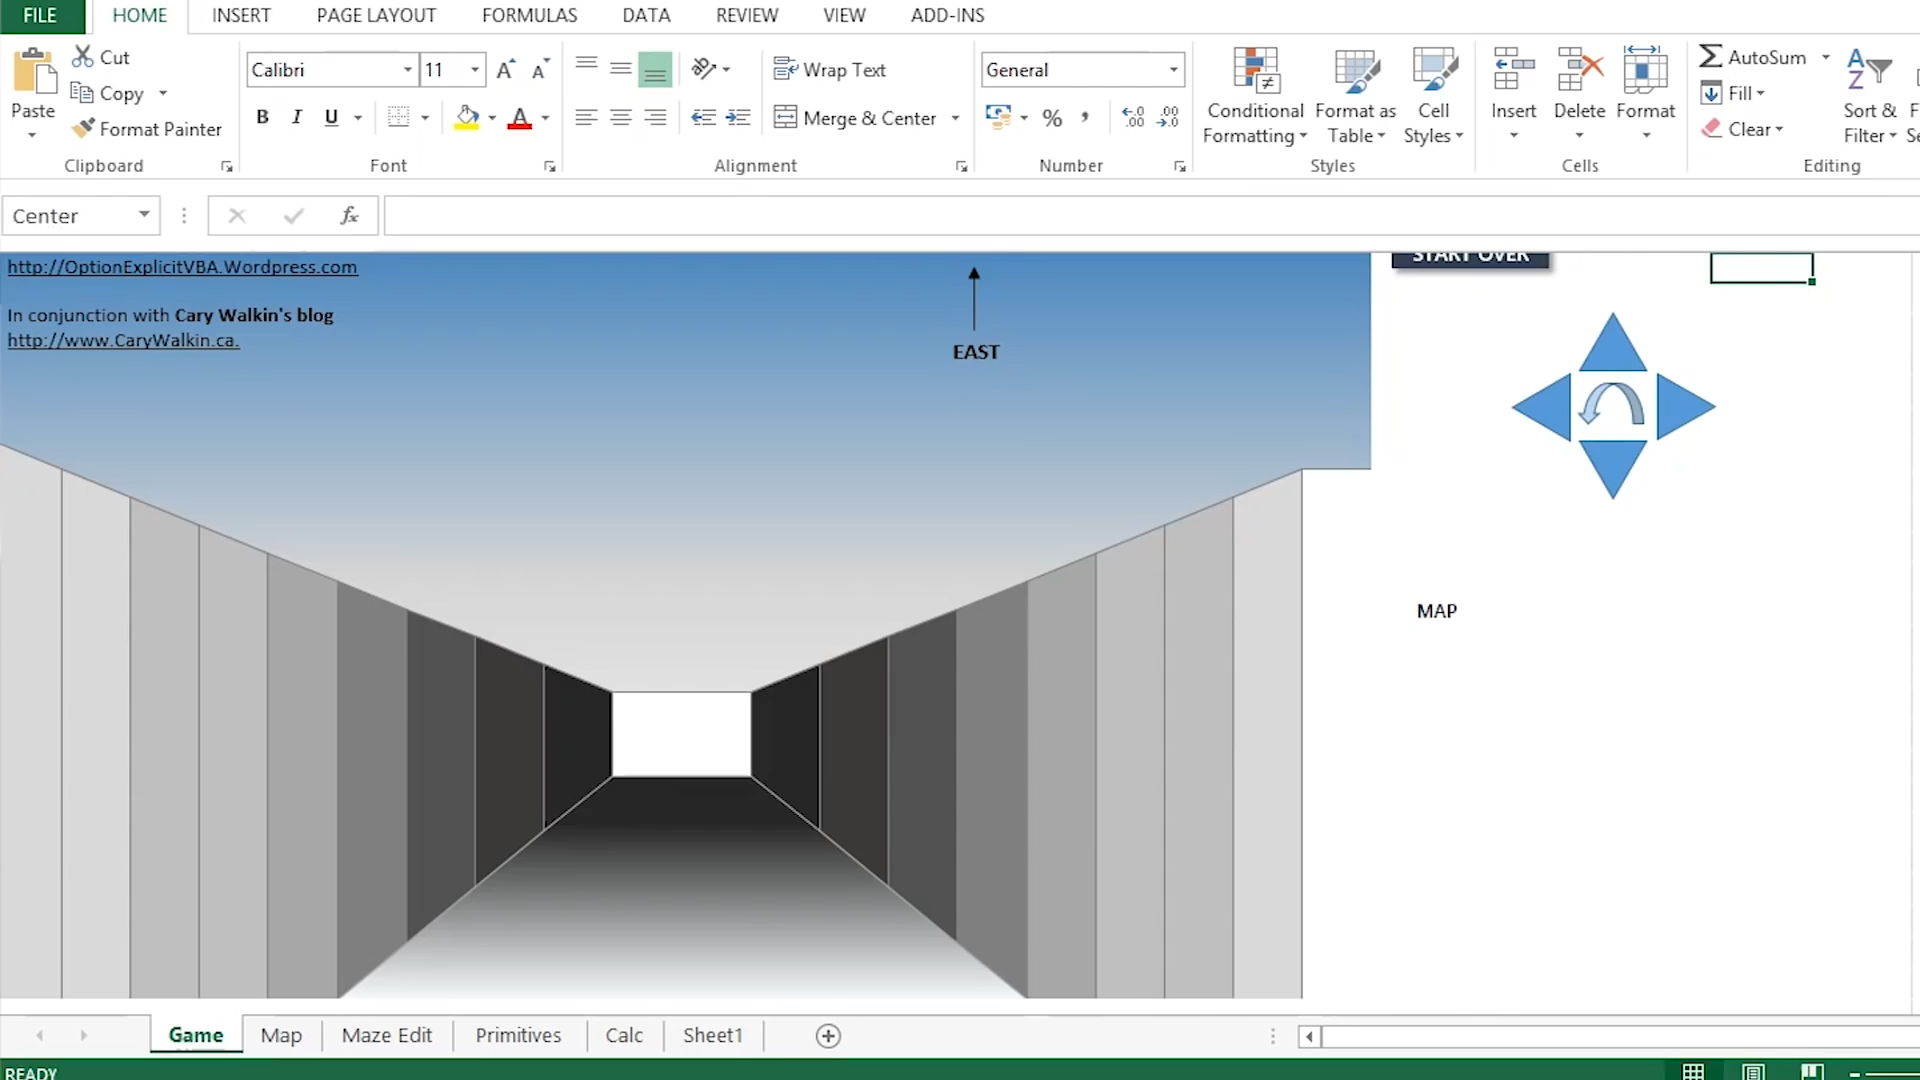 FILE HOME INSERT PAGE LAYOUT FORMULAS DATA REVIEW VIEW ADD-INS
Paste
Cut
Copy
Format Painter
Clipboard
Calibri 11
B I U
Font
Wrap Text
Merge & Center
Alignment
General
%
Number
Conditional
Formatting
Format as
Table
Cell
Styles
Styles
Insert
Delete
Format
Cells
AutoSum
Fill
Clear
Sort &
Filter
Editing
Center
fx
http://OptionExplicitVBA.Wordpress.com
In conjunction with Cary Walkin's blog
http://www.CaryWalkin.ca.
EAST
START OVER
MAP
Game Map Maze Edit Primitives Calc Sheet1
READY